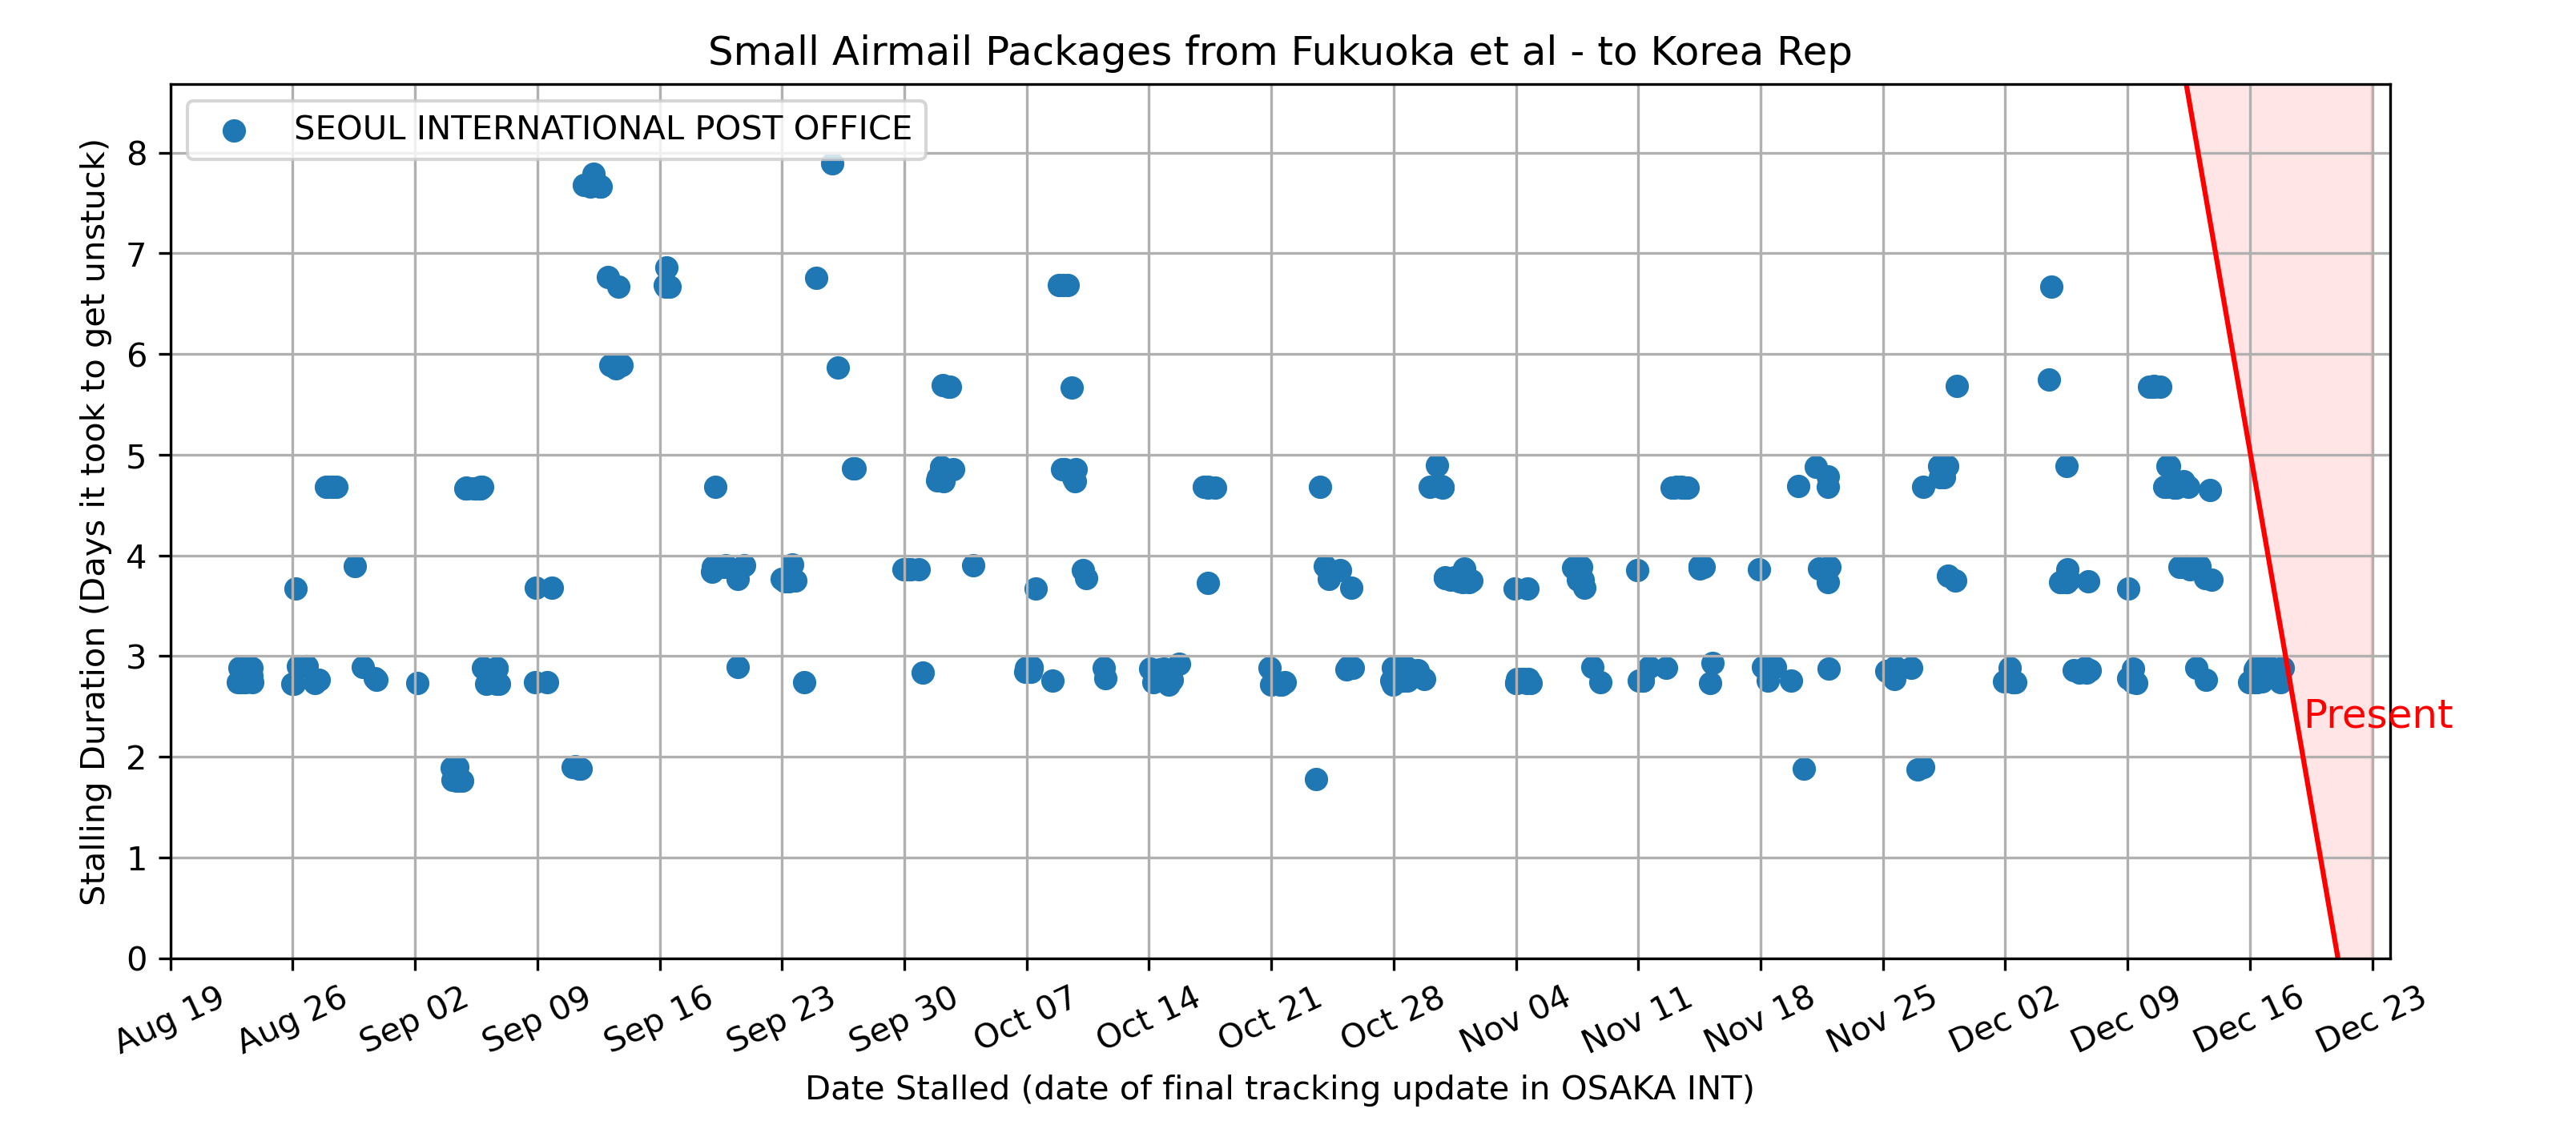 Small Airmail Packages from Fukuoka et al - to Korea Rep
SEOUL INTERNATIONAL POST OFFICE
Stalling Duration (Days it took to get unstuck)
8
7
6
5
4
3
2
1
0
Present
Aug 19
Aug 26
Sep 02
Sep 09
Sep 16
Sep 23
Sep 30
Oct 07
Oct 14
Oct 21
Oct 28
Nov 04
Nov 11
Nov 18
Nov 25
Dec 02
Dec 09
Dec 16
Dec 23
Date Stalled (date of final tracking update in OSAKA INT)